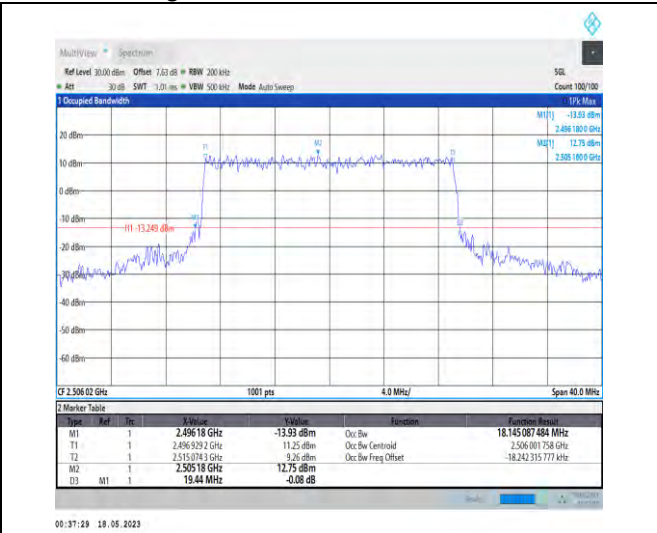 MultiView Spectrum
Ref Level 30.00 dBm Offset 7.63 dB RBW 200 kHz SGL
Att 30 dB SWT 1.01 ms VBW 500 kHz Mode Auto Sweep Count 100/100
1 Occupied Bandwidth 1Pk Max
M1[1] -13.93 dBm
2.496 180 0 GHz
M2[1] 12.75 dBm
2.505 180 0 GHz
20 dBm
T1 M2 T2
10 dBm
0 dBm
-10 dBm
H1 -13.249 dBm
-20 dBm
-30 dBm
-40 dBm
-50 dBm
-60 dBm
CF 2.506 02 GHz 1001 pts 4.0 MHz/ Span 40.0 MHz
2 Marker Table
Type Ref Trc X-Value Y-Value Function Function Result
M1 1 2.496 18 GHz -13.93 dBm Occ Bw 18.145 087 484 MHz
T1 1 2.496 929 2 GHz 11.25 dBm Occ Bw Centroid 2.506 001 758 GHz
T2 1 2.515 074 3 GHz 9.26 dBm Occ Bw Freq Offset -18.242 315 777 kHz
M2 1 2.505 18 GHz 12.75 dBm
D3 M1 1 19.44 MHz -0.08 dB
00:37:29 18.05.2023